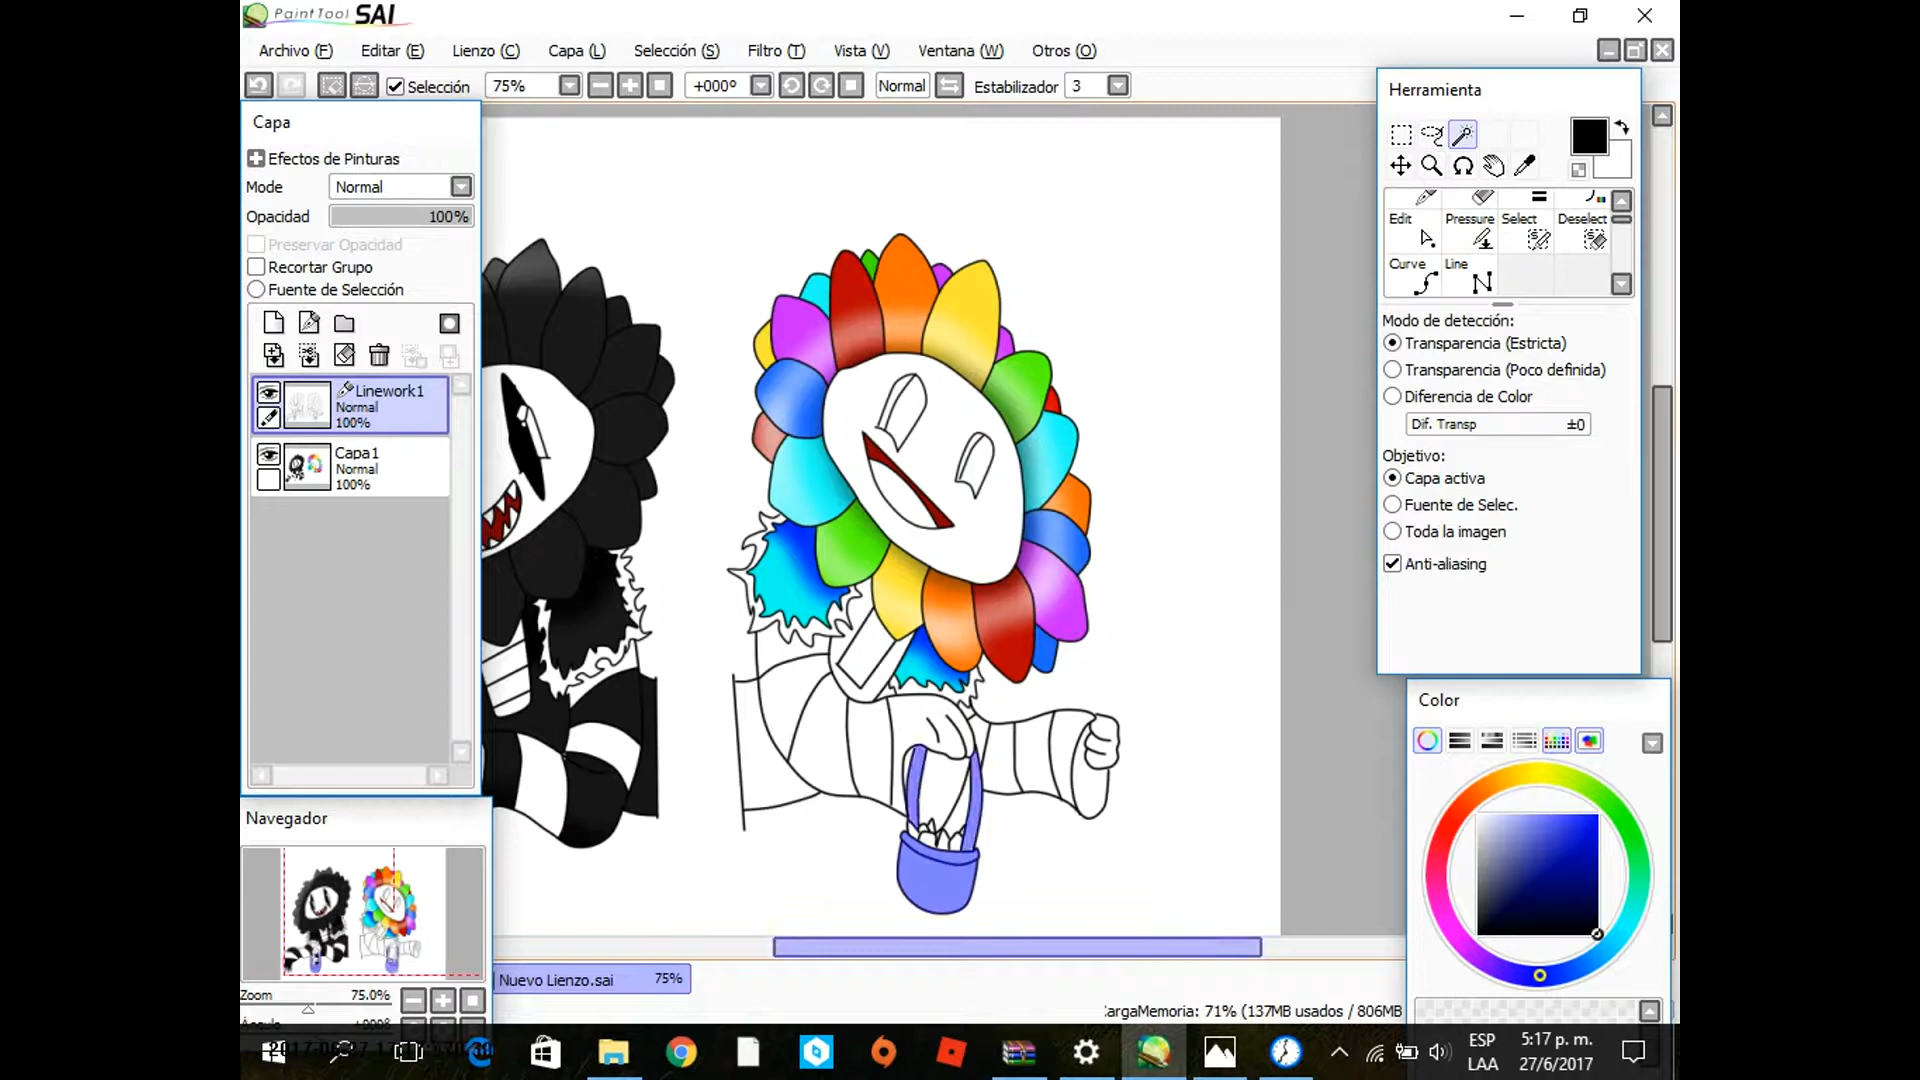 PaintTool SAI
Archivo (F) Editar (E) Lienzo (C) Capa (L) Selección (S) Filtro (T) Vista (V) Ventana (W) Otros (O)
Selección 75% +000º Normal Estabilizador 3
Capa
Efectos de Pinturas
Mode Normal
Opacidad 100%
Preservar Opacidad
Recortar Grupo
Fuente de Selección
Linework1
Normal
100%
Capa1
Normal
100%
Navegador
Zoom 75.0%
Ángulo +000º
Nuevo Lienzo.sai 75%
Herramienta
Edit Pressure Select Deselect
Curve Line
Modo de detección:
Transparencia (Estricta)
Transparencia (Poco definida)
Diferencia de Color
Dif. Transp ±0
Objetivo:
Capa activa
Fuente de Selec.
Toda la imagen
Anti-aliasing
Color
argaMemoria: 71% (137MB usados / 806MB
ESP
LAA
5:17 p. m.
27/6/2017